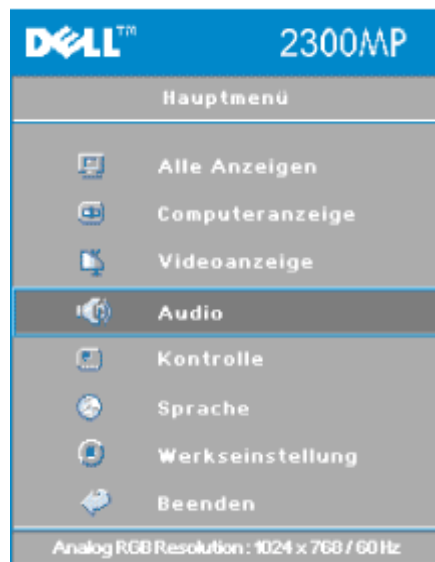 DELL™ 2300MP
Hauptmenü
Alle Anzeigen
Computeranzeige
Videoanzeige
Audio
Kontrolle
Sprache
Werkseinstellung
Beenden
Analog RGB Resolution : 1024 x 768 / 60 Hz